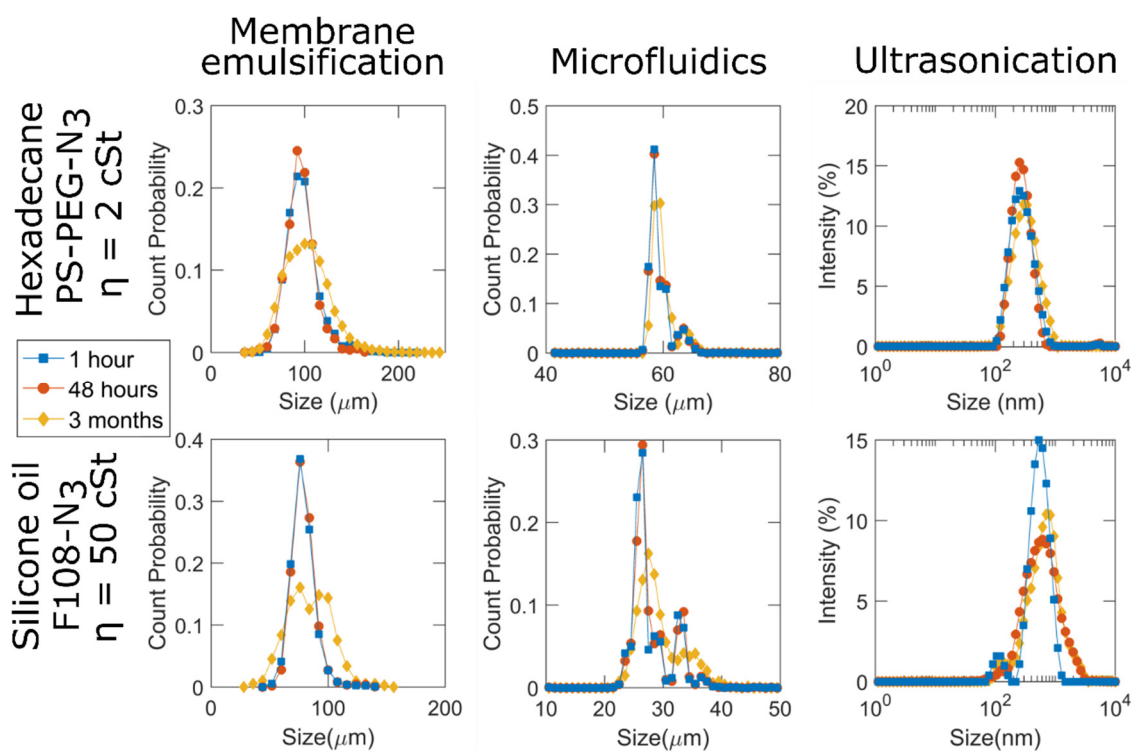 Membrane
emulsification
Microfluidics
Ultrasonication
Hexadecane
PS-PEG-N3
η = 2 cSt
0.3
0.2
0.1
0
Count Probability
0
100
200
Size (μm)
0.5
0.4
0.3
0.2
0.1
0
Count Probability
40
50
60
70
80
Size (μm)
20
15
10
5
0
Intensity (%)
10^0
10^2
10^4
Size (nm)
1 hour
48 hours
3 months
Silicone oil
F108-N3
η = 50 cSt
0.4
0.3
0.2
0.1
0
Count Probability
0
100
200
Size(μm)
0.3
0.2
0.1
0
Count Probability
10
20
30
40
50
Size(μm)
15
10
5
0
Intensity (%)
10^0
10^2
10^4
Size(nm)